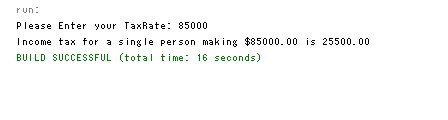 run:
Please Enter your TaxRate: 85000
Income tax for a single person making $85000.00 is 25500.00
BUILD SUCCESSFUL (total time: 16 seconds)